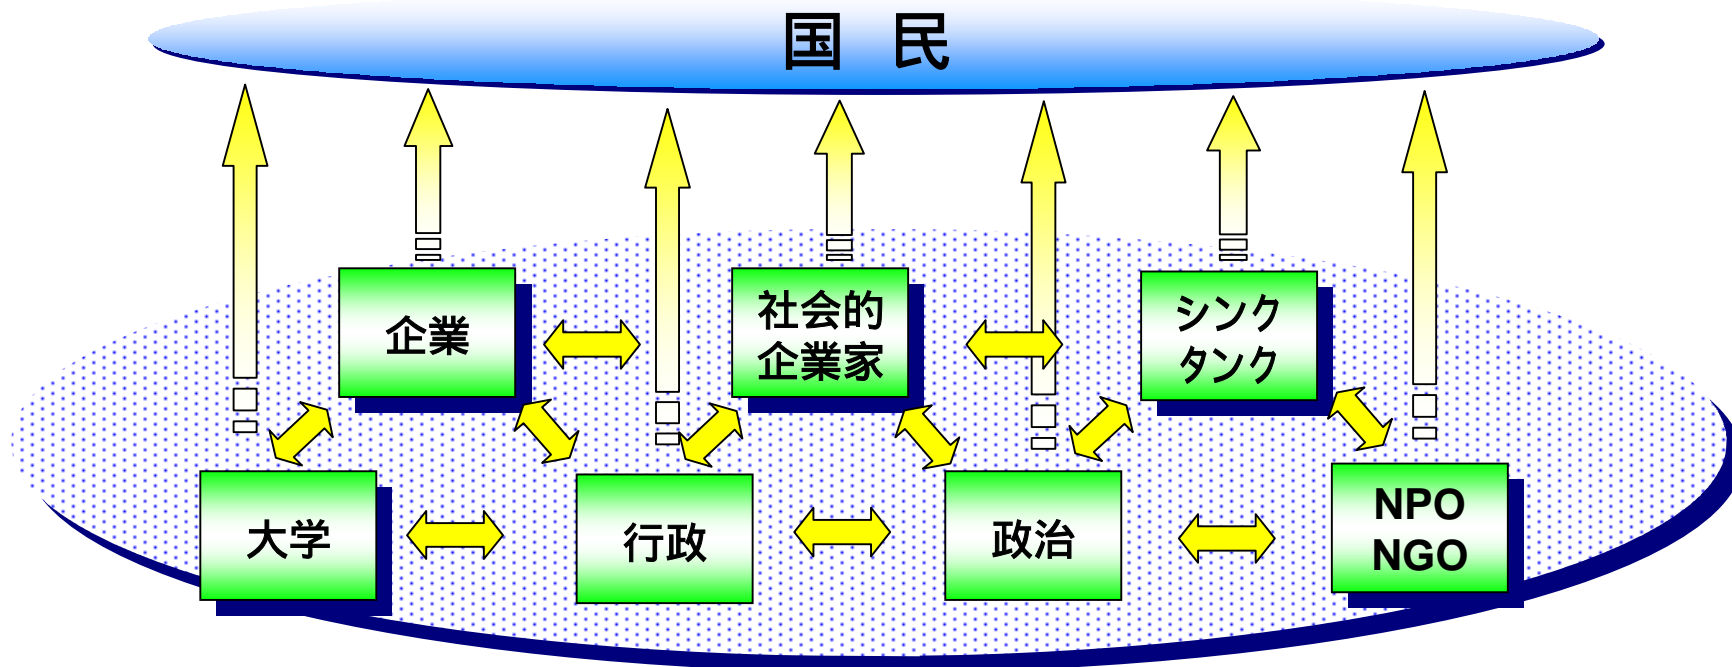 国　民
企業
社会的
企業家
シンク
タンク
大学
行政
政治
NPO
NGO